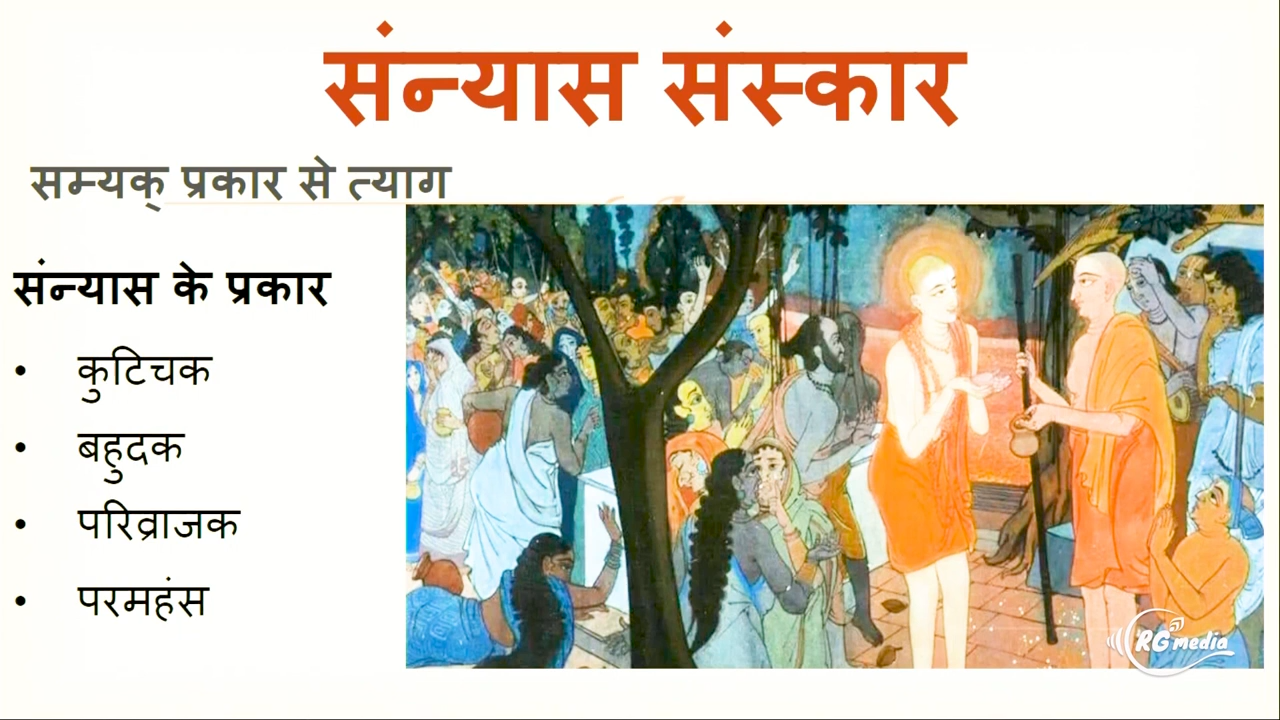 संन्यास संस्कार
सम्यक् प्रकार से त्याग
संन्यास के प्रकार
• कुटिचक
• बहुदक
• परिव्राजक
• परमहंस
RG media